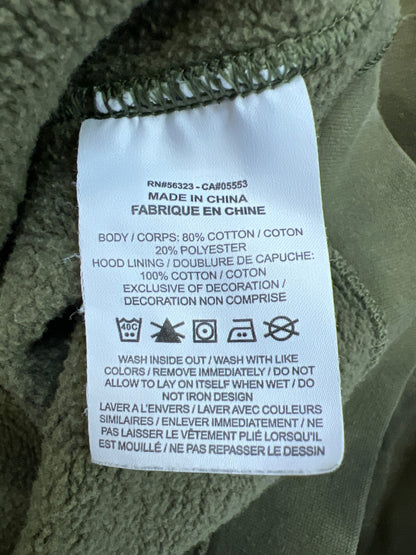 RN#56323 - CA#05553
MADE IN CHINA
FABRIQUE EN CHINE
BODY / CORPS: 80% COTTON / COTON
20% POLYESTER
HOOD LINING / DOUBLURE DE CAPUCHE:
100% COTTON / COTON
EXCLUSIVE OF DECORATION /
DECORATION NON COMPRISE
40C
WASH INSIDE OUT / WASH WITH LIKE
COLORS / REMOVE IMMEDIATELY / DO NOT
ALLOW TO LAY ON ITSELF WHEN WET / DO
NOT IRON DESIGN
LAVER A L'ENVERS / LAVER AVEC COULEURS
SIMILAIRES / ENLEVER IMMEDIATEMENT / NE
PAS LAISSER LE VÊTEMENT PLIÉ LORSQU'IL
EST MOUILLÉ / NE PAS REPASSER LE DESSIN